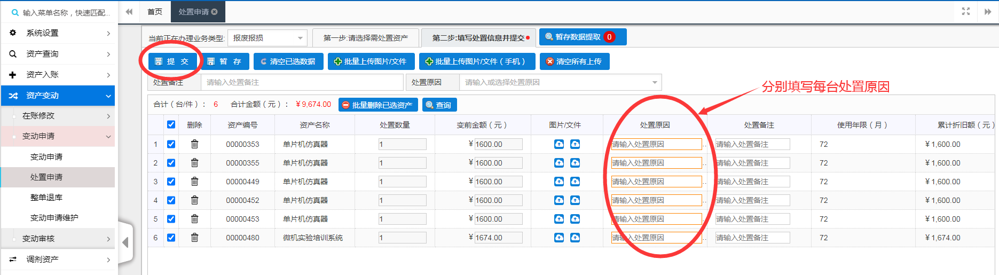 输入菜单名称，快速匹配...
首页
处置申请
系统设置
资产查询
资产入账
资产变动
在账修改
变动申请
变动申请
处置申请
整单退库
变动申请维护
变动审核
调剂资产
当前正在办理业务类型:
报废报损
第一步:请选择需处置资产
第二步:填写处置信息并提交
暂存数据提取 0
提 交
暂 存
清空已选数据
批量上传图片/文件
批量上传图片/文件（手机）
清空所有上传
处置备注 请输入处置备注
处置原因 请输入或选择处置原因
分别填写每台处置原因
合计（台/件）： 6 合计金额（元）： ¥9,674.00 批量删除已选资产 查询
删除 资产编号 资产名称 处置数量 变前金额（元） 图片/文件 处置原因 处置备注 使用年限（月） 累计折旧额（元）
1 00000353 单片机仿真器 1 ¥1600.00 请输入处置原因 .. 请输入处置备注 72 ¥1,600.00
2 00000355 单片机仿真器 1 ¥1600.00 请输入处置原因 .. 请输入处置备注 72 ¥1,600.00
3 00000449 单片机仿真器 1 ¥1600.00 请输入处置原因 .. 请输入处置备注 72 ¥1,600.00
4 00000452 单片机仿真器 1 ¥1600.00 请输入处置原因 .. 请输入处置备注 72 ¥1,600.00
5 00000453 单片机仿真器 1 ¥1600.00 请输入处置原因 .. 请输入处置备注 72 ¥1,600.00
6 00000480 微机实验培训系统 1 ¥1674.00 请输入处置原因 .. 请输入处置备注 72 ¥1,674.00